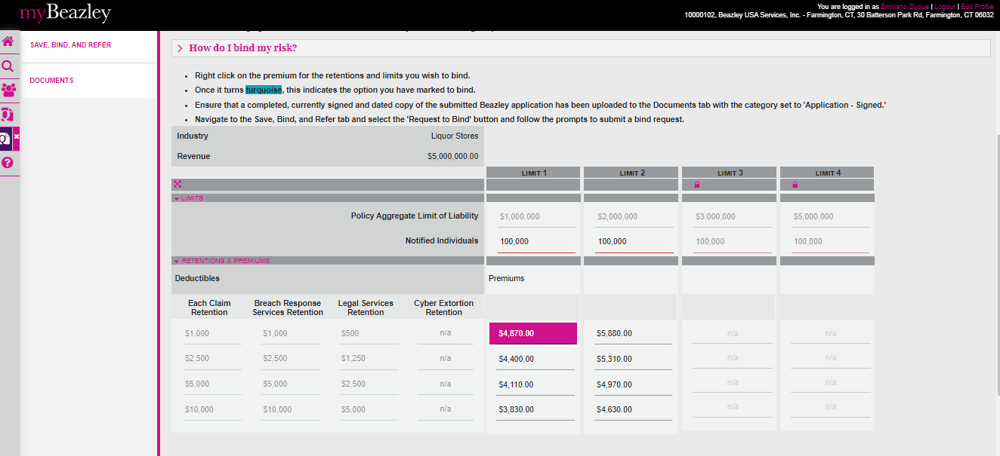 myBeazley
You are logged in as Emiliano Duque | Logout | Edit Profile
10000102, Beazley USA Services, Inc. - Farmington, CT, 30 Batterson Park Rd, Farmington, CT 06032
SAVE, BIND, AND REFER
DOCUMENTS
How do I bind my risk?
• Right click on the premium for the retentions and limits you wish to bind.
• Once it turns turquoise, this indicates the option you have marked to bind.
• Ensure that a completed, currently signed and dated copy of the submitted Beazley application has been uploaded to the Documents tab with the category set to 'Application - Signed.'
• Navigate to the Save, Bind, and Refer tab and select the 'Request to Bind' button and follow the prompts to submit a bind request.
Industry Liquor Stores
Revenue $5,000,000.00
LIMIT 1 LIMIT 2 LIMIT 3 LIMIT 4
LIMITS
Policy Aggregate Limit of Liability $1,000,000 $2,000,000 $3,000,000 $5,000,000
Notified Individuals 100,000 100,000 100,000 100,000
RETENTIONS & PREMIUMS
Deductibles Premiums
Each Claim Breach Response Legal Services Cyber Extortion
Retention Services Retention Retention Retention
$1,000 $1,000 $500 n/a $4,870.00 $5,880.00 n/a n/a
$2,500 $2,500 $1,250 n/a $4,400.00 $5,310.00 n/a n/a
$5,000 $5,000 $2,500 n/a $4,110.00 $4,970.00 n/a n/a
$10,000 $10,000 $5,000 n/a $3,830.00 $4,630.00 n/a n/a